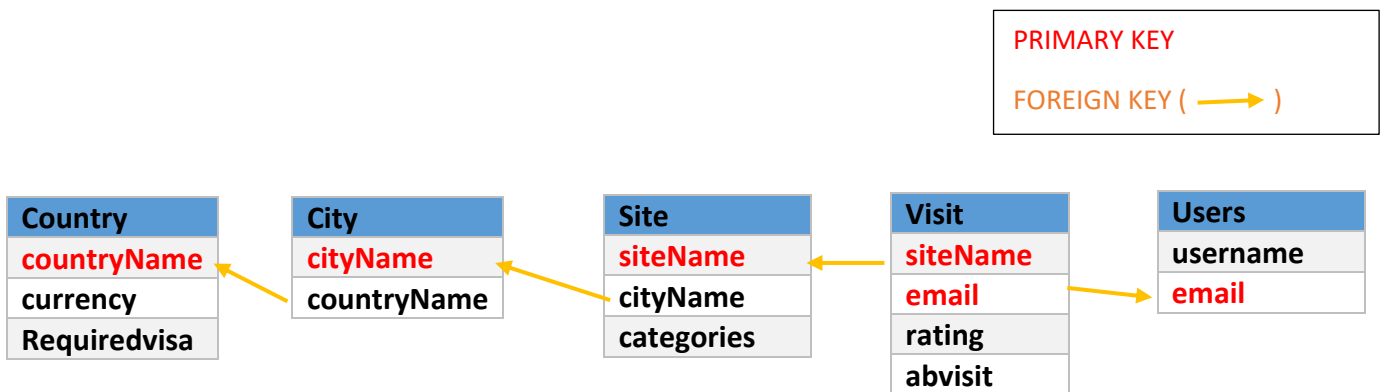 PRIMARY KEY
FOREIGN KEY ( )
Country
countryName
currency
Requiredvisa
City
cityName
countryName
Site
siteName
cityName
categories
Visit
siteName
email
rating
abvisit
Users
username
email